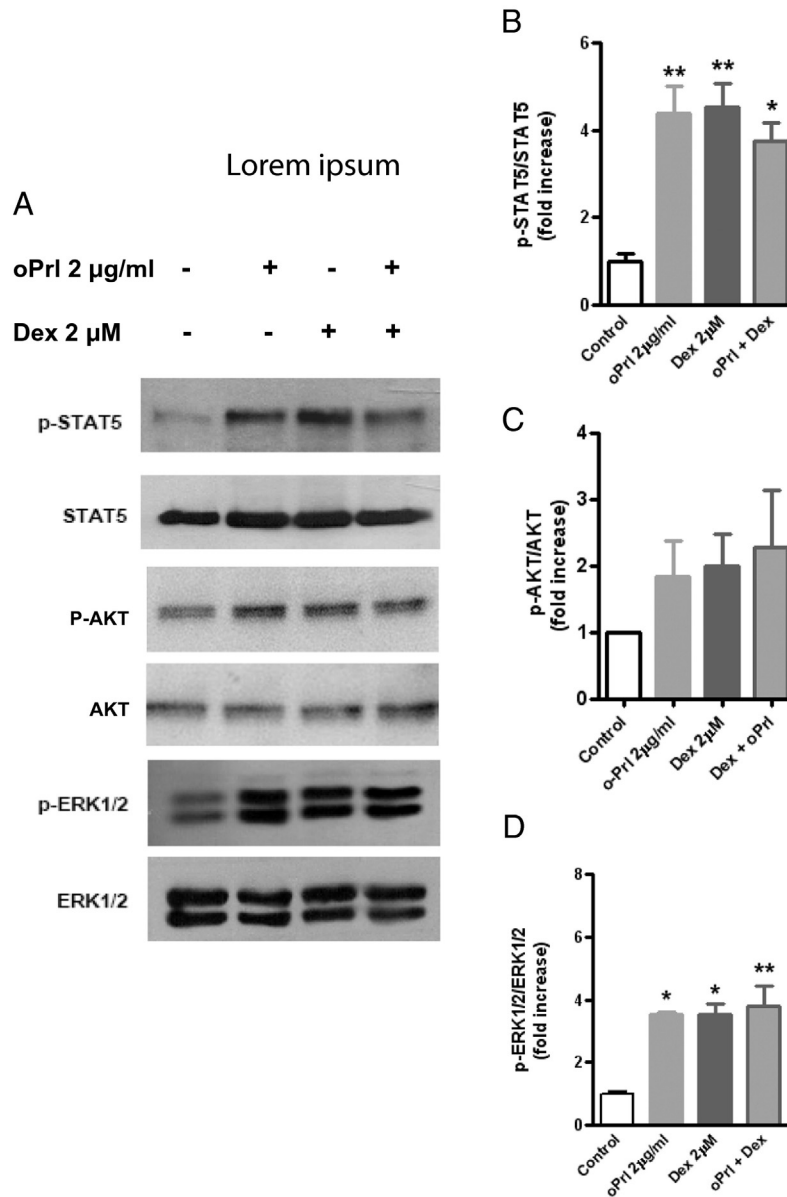 Lorem ipsum
A
oPrl 2 µg/ml - + - +
Dex 2 µM - - + +
p-STAT5
STAT5
P-AKT
AKT
p-ERK1/2
ERK1/2
B
p-STAT5/STAT5
(fold increase)
6
4
2
0
** ** *
Control
oPrl 2µg/ml
Dex 2µM
oPrl + Dex
C
p-AKT/AKT
(fold increase)
4
3
2
1
0
Control
o-Prl 2µg/ml
Dex 2µM
Dex + oPrl
D
p-ERK1/2/ERK1/2
(fold increase)
8
6
4
2
0
* * **
Control
oPrl 2µg/ml
Dex 2µM
oPrl + Dex